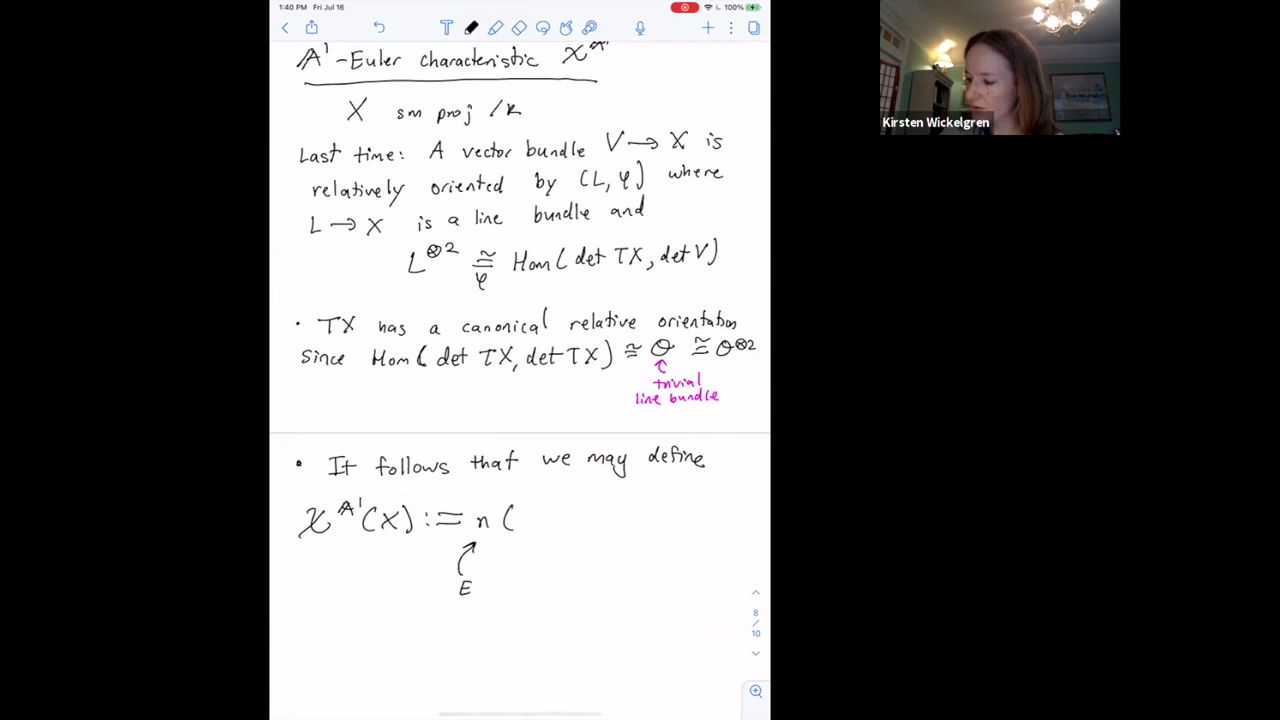 1:40 PM Fri Jul 16
100%
𝔸¹-Euler characteristic χ^𝔸¹
X sm proj /k
Last time: A vector bundle V → X is
relatively oriented by (L, φ) where
L → X is a line bundle and
L^⊗2 ≅_φ Hom(det TX, det V)
· TX has a canonical relative orientation
since Hom(det TX, det TX) ≅ O ≅ O^⊗2
↑
trivial
line bundle
· It follows that we may define
χ^𝔸¹(X) := n(
E
8
/
10
Kirsten Wickelgren